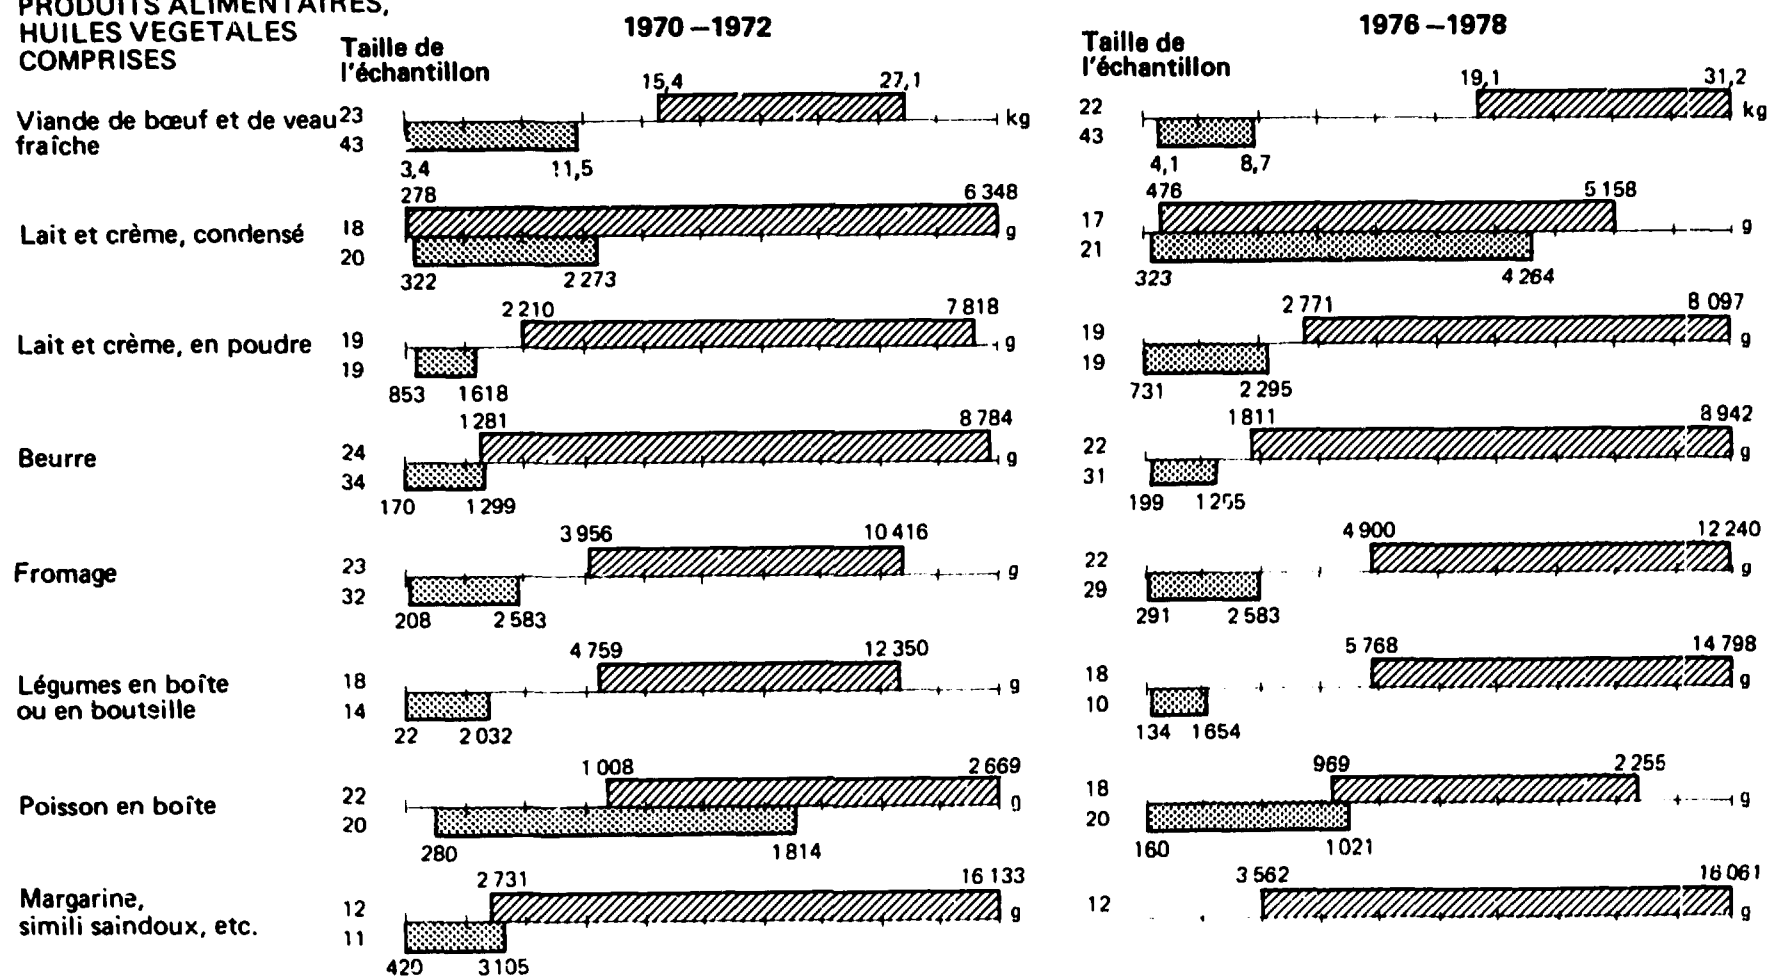 PRODUITS ALIMENTAIRES,
HUILES VEGETALES
COMPRISES
1970 – 1972
1976 – 1978
Taille de
l'échantillon
Taille de
l'échantillon
Viande de bœuf et de veau
fraîche
23
43
15,4 27,1
kg
3,4 11,5
22
43
19,1 31,2
kg
4,1 8,7
Lait et crème, condensé
18
20
278 6 348
g
322 2 273
17
21
476 5 158
g
323 4 264
Lait et crème, en poudre
19
19
2 210 7 818
g
853 1 618
19
19
2 771 8 097
g
731 2 295
Beurre
24
34
1 281 8 784
g
170 1 299
22
31
1 811 8 942
g
199
Fromage
23
32
3 956 10 416
g
208 2 583
22
29
4 900 12 240
g
291 2 583
Légumes en boîte
ou en bouteille
18
14
4 759 12 350
g
22 2 032
18
10
5 768 14 798
g
134 1 654
Poisson en boîte
22
20
1 008 2 669
g
280 1 814
18
20
969 2 255
g
160 1 021
Margarine,
simili saindoux, etc.
12
11
2 731 16 133
g
420 3 105
12
3 562 16 061
g